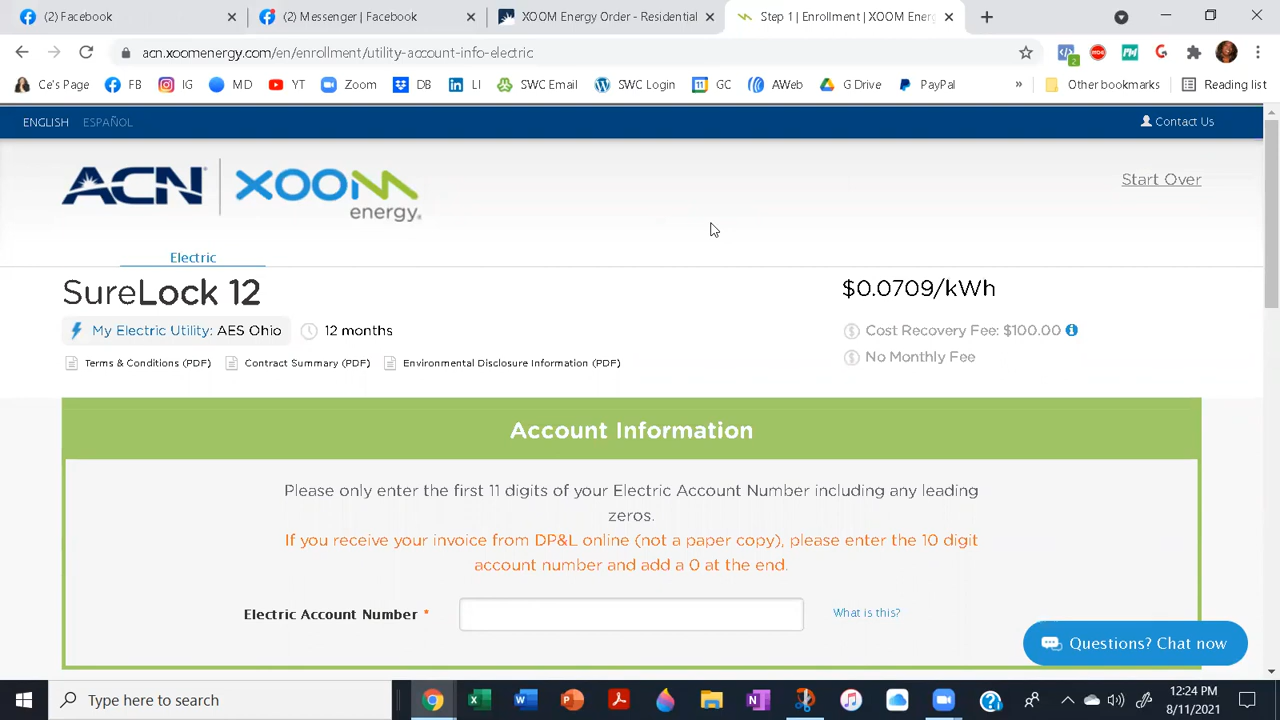 (2) Facebook
(2) Messenger | Facebook
XOOM Energy Order - Residential
Step 1 | Enrollment | XOOM Ener
acn.xoomenergy.com/en/enrollment/utility-account-info-electric
Ce's Page
FB
IG
MD
YT
Zoom
DB
LI
SWC Email
SWC Login
GC
AWeb
G Drive
PayPal
»
Other bookmarks
Reading list
ENGLISH
ESPAÑOL
Contact Us
ACN
XOOM
energy®
Start Over
Electric
SureLock 12
$0.0709/kWh
My Electric Utility: AES Ohio
12 months
Cost Recovery Fee: $100.00
No Monthly Fee
Terms & Conditions (PDF)
Contract Summary (PDF)
Environmental Disclosure Information (PDF)
Account Information
Please only enter the first 11 digits of your Electric Account Number including any leading
zeros.
If you receive your invoice from DP&L online (not a paper copy), please enter the 10 digit
account number and add a 0 at the end.
Electric Account Number *
What is this?
Questions? Chat now
Type here to search
12:24 PM
8/11/2021